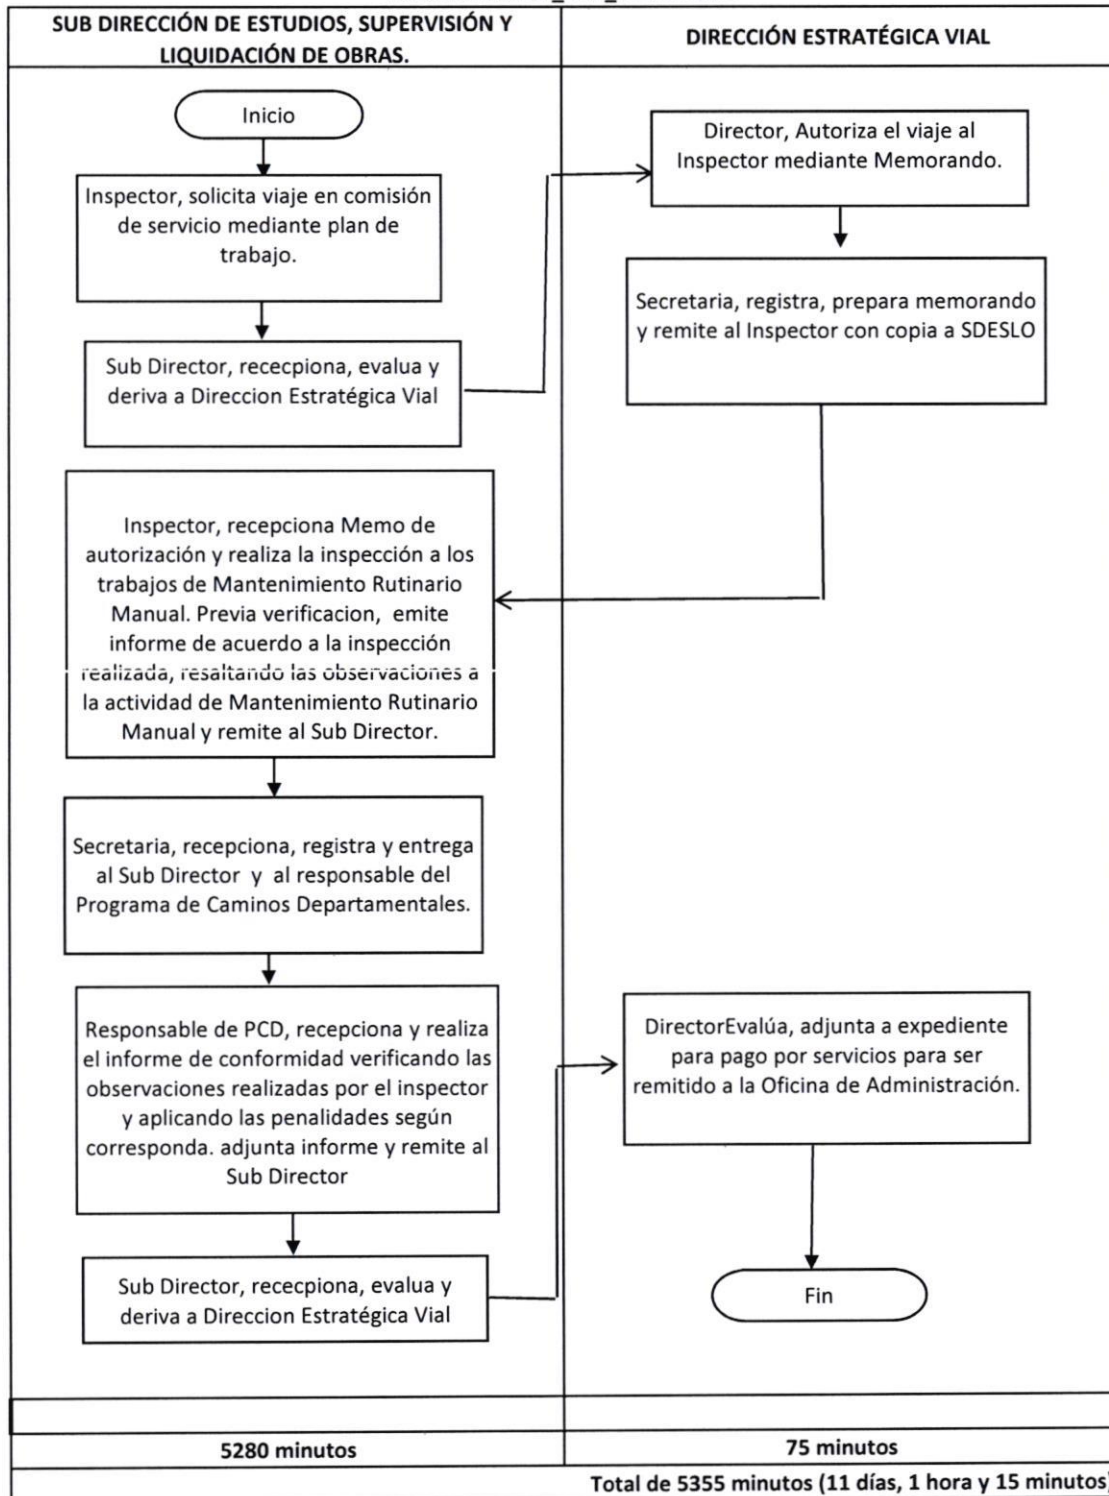 SUB DIRECCIÓN DE ESTUDIOS, SUPERVISIÓN Y
LIQUIDACIÓN DE OBRAS.
DIRECCIÓN ESTRATÉGICA VIAL
Inicio
Inspector, solicita viaje en comisión
de servicio mediante plan de
trabajo.
Sub Director, rececpiona, evalua y
deriva a Direccion Estratégica Vial
Director, Autoriza el viaje al
Inspector mediante Memorando.
Secretaria, registra, prepara memorando
y remite al Inspector con copia a SDESLO
Inspector, recepciona Memo de
autorización y realiza la inspección a los
trabajos de Mantenimiento Rutinario
Manual. Previa verificacion, emite
informe de acuerdo a la inspección
realizada, resaltando las observaciones a
la actividad de Mantenimiento Rutinario
Manual y remite al Sub Director.
Secretaria, recepciona, registra y entrega
al Sub Director y al responsable del
Programa de Caminos Departamentales.
Responsable de PCD, recepciona y realiza
el informe de conformidad verificando las
observaciones realizadas por el inspector
y aplicando las penalidades según
corresponda. adjunta informe y remite al
Sub Director
Sub Director, rececpiona, evalua y
deriva a Direccion Estratégica Vial
DirectorEvalúa, adjunta a expediente
para pago por servicios para ser
remitido a la Oficina de Administración.
Fin
5280 minutos
75 minutos
Total de 5355 minutos (11 días, 1 hora y 15 minutos)